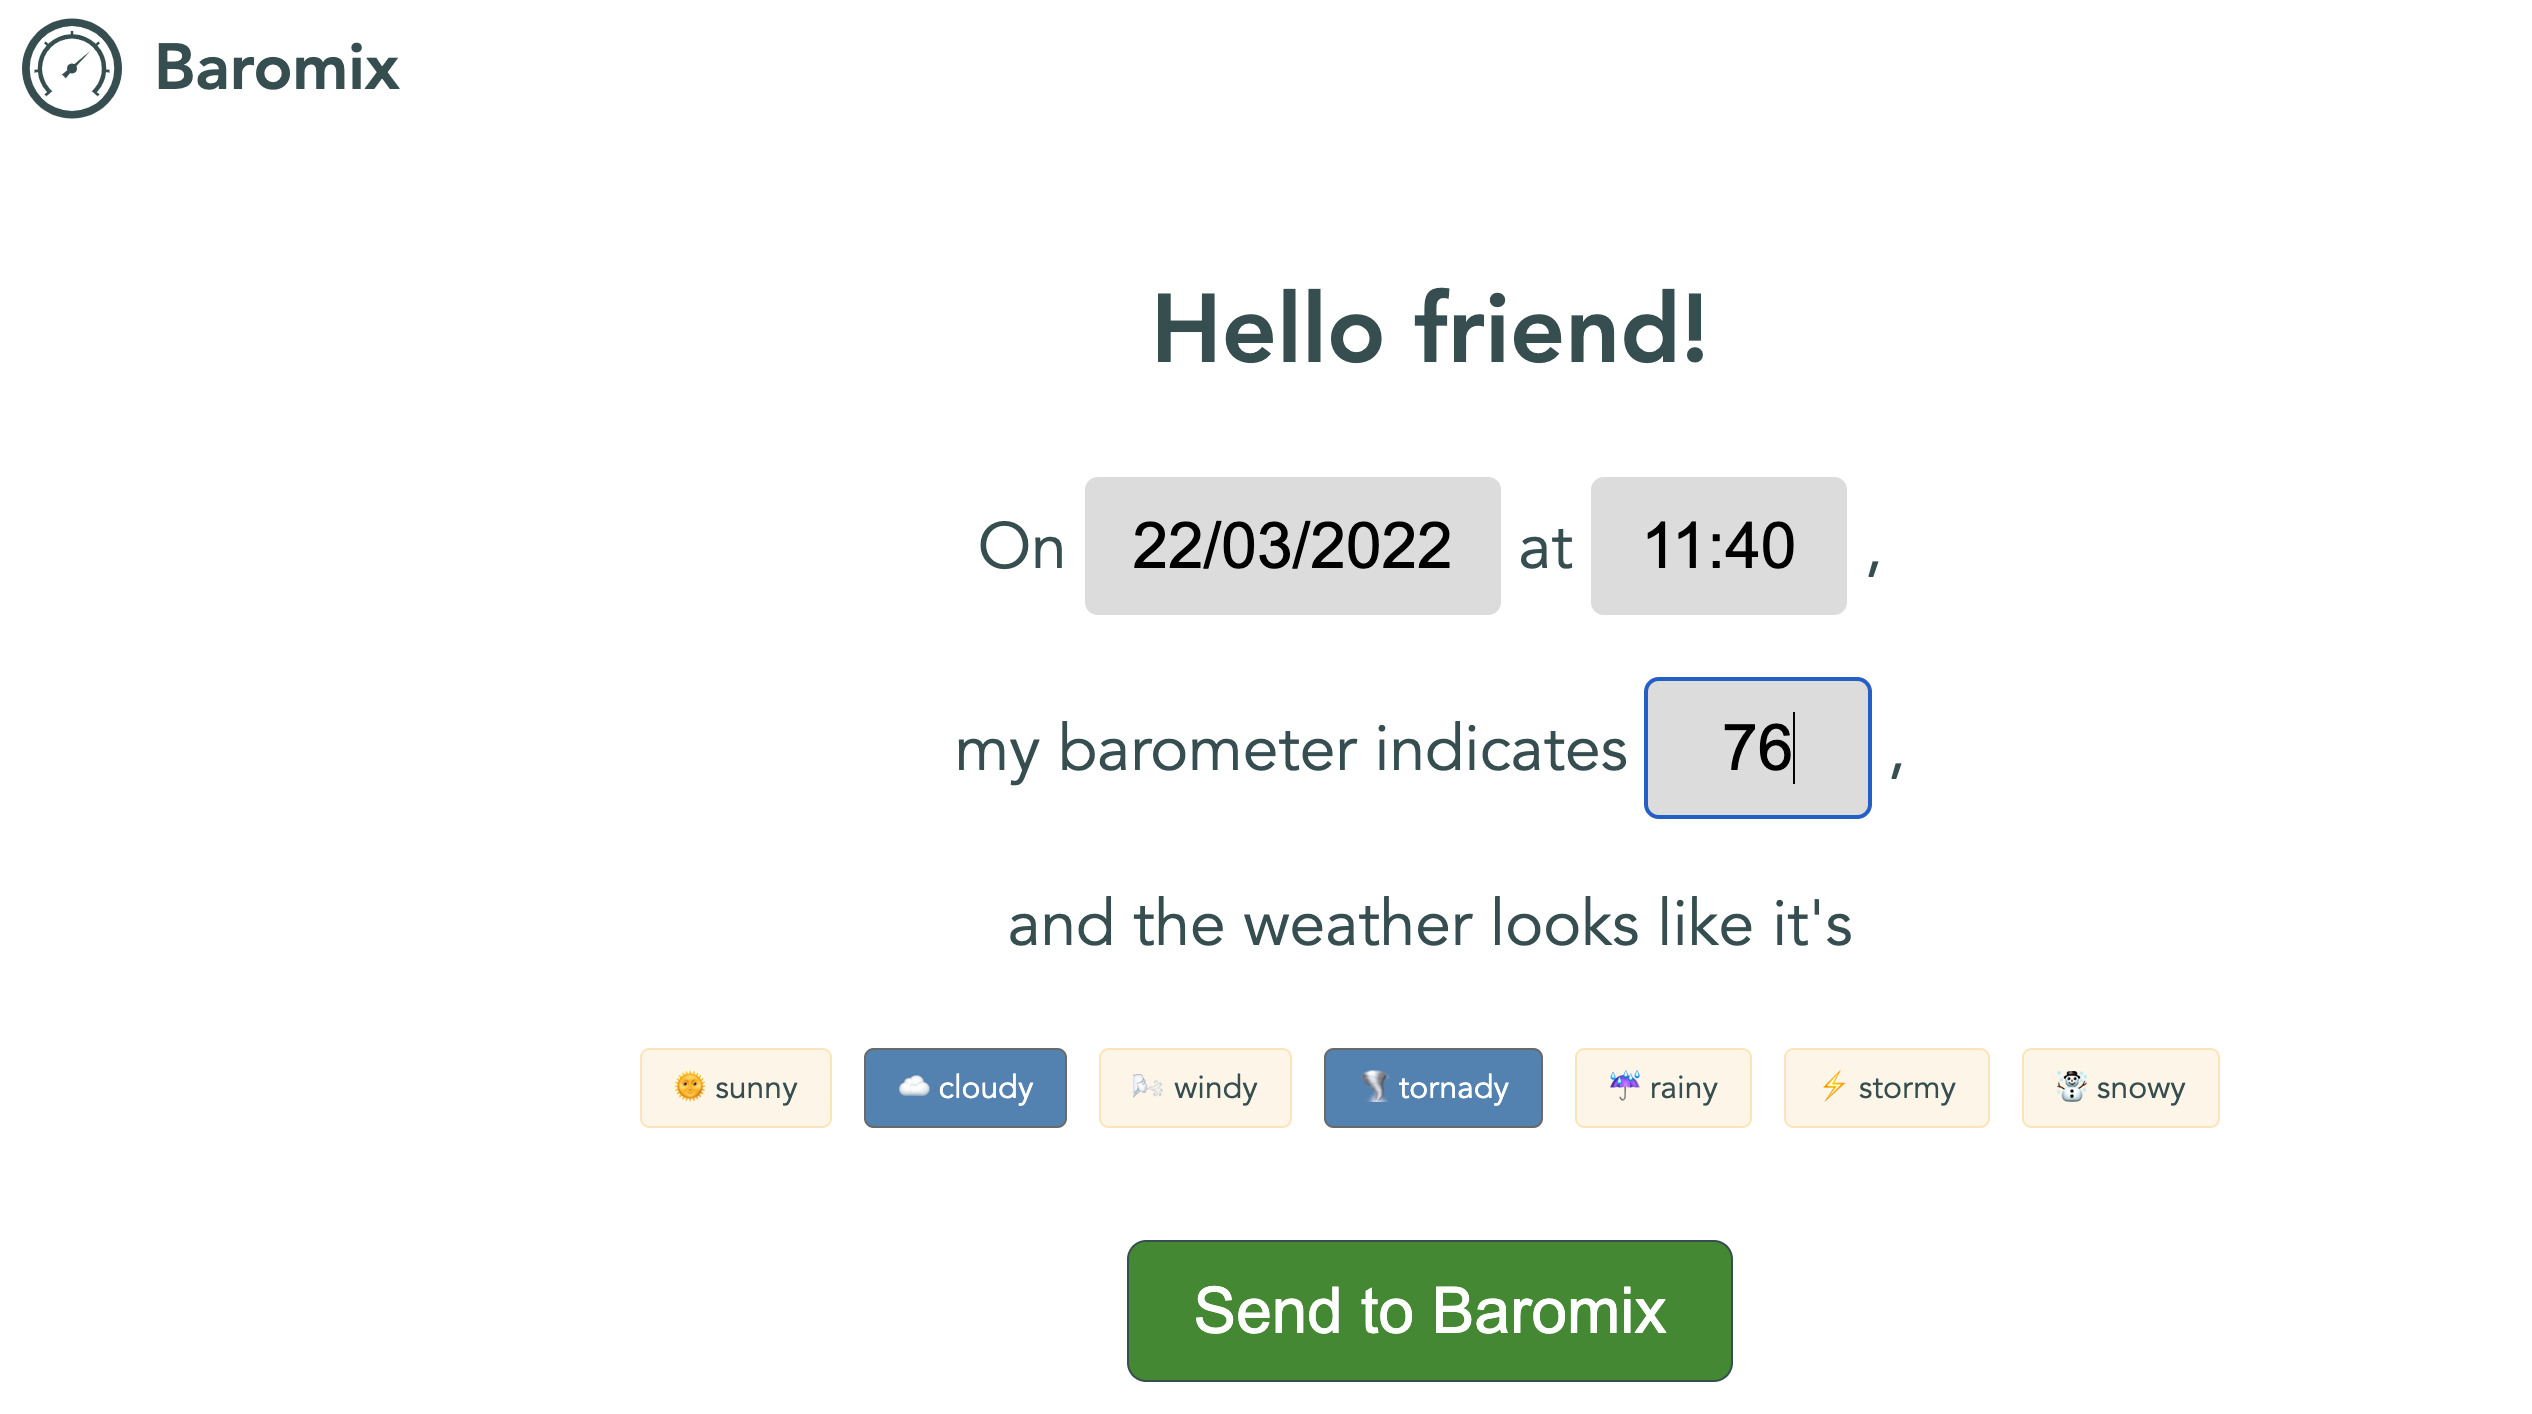 Baromix
Hello friend!
On 22/03/2022 at 11:40 ,
my barometer indicates 76 ,
and the weather looks like it's
🌞 sunny ☁️ cloudy 🌬️ windy 🌪️ tornady ☔ rainy ⚡ stormy ☃️ snowy
Send to Baromix